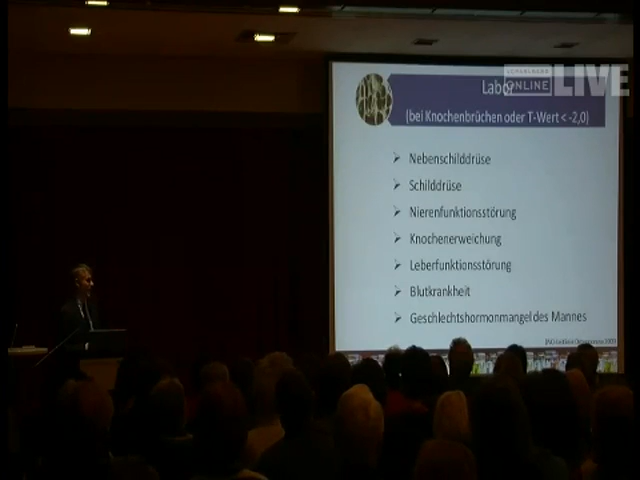 ONLINE LIVE
Labor
(bei Knochenbrüchen oder T-Wert < -2,0)
Nebenschilddrüse
Schilddrüse
Nierenfunktionsstörung
Knochenerweichung
Leberfunktionsstörung
Blutkrankheit
Geschlechtshormonmangel des Mannes